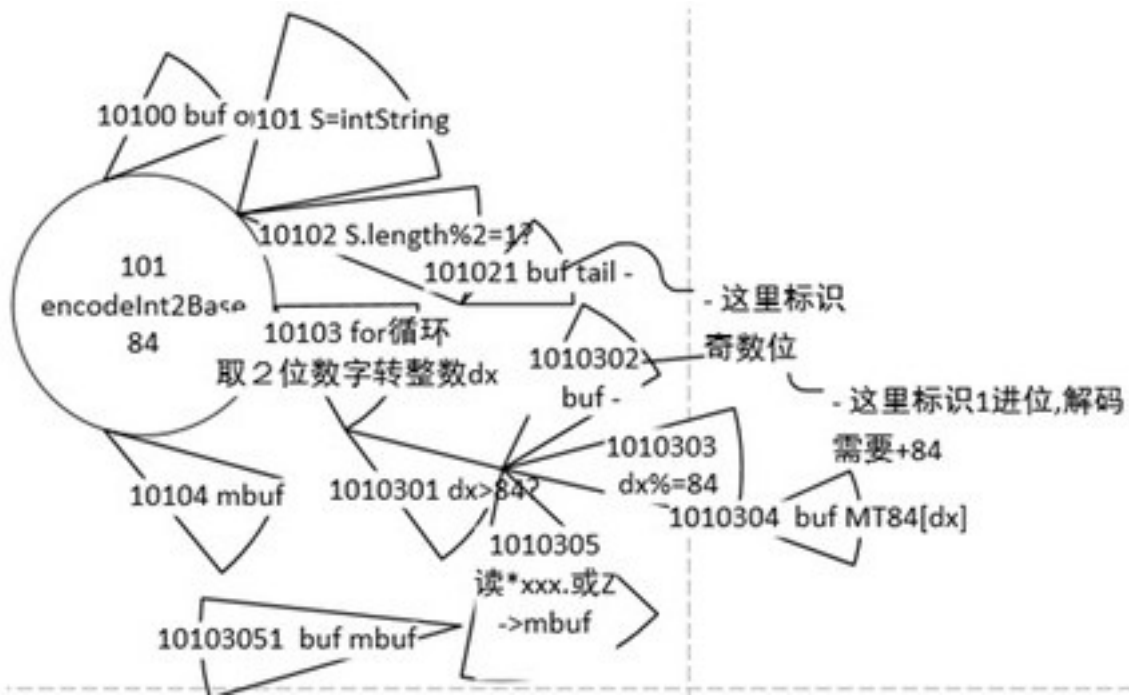 10100 buf
101 S=intString
10102 S.length%2=1?
101021 buf tail -
- 这里标识
奇数位
101
encodeInt2Base
84
10103 for循环
取２位数字转整数dx
1010302
buf -
- 这里标识1进位,解码
需要+84
1010303
dx%=84
10104 mbuf
1010301 dx>84?
1010304 buf MT84[dx]
1010305
读*xxx.或Z
->mbuf
10103051 buf mbuf